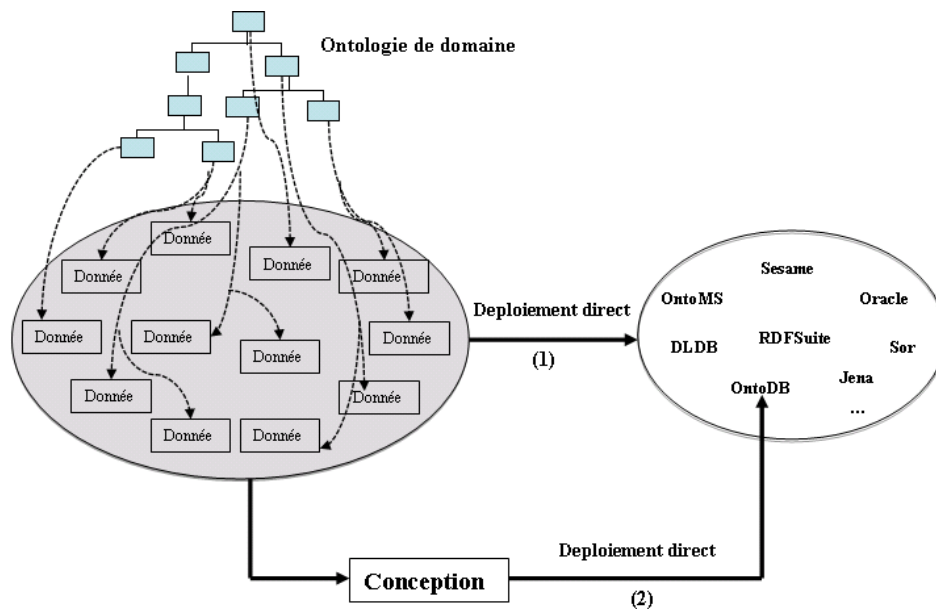 Ontologie de domaine
Donnée
Donnée
Donnée
Donnée
Donnée
Donnée
Donnée
Donnée
Donnée
Donnée
Donnée
Donnée
Deploiement direct
(1)
Sesame
OntoMS
Oracle
RDFSuite
DLDB
Sor
Jena
OntoDB
...
Conception
Deploiement direct
(2)